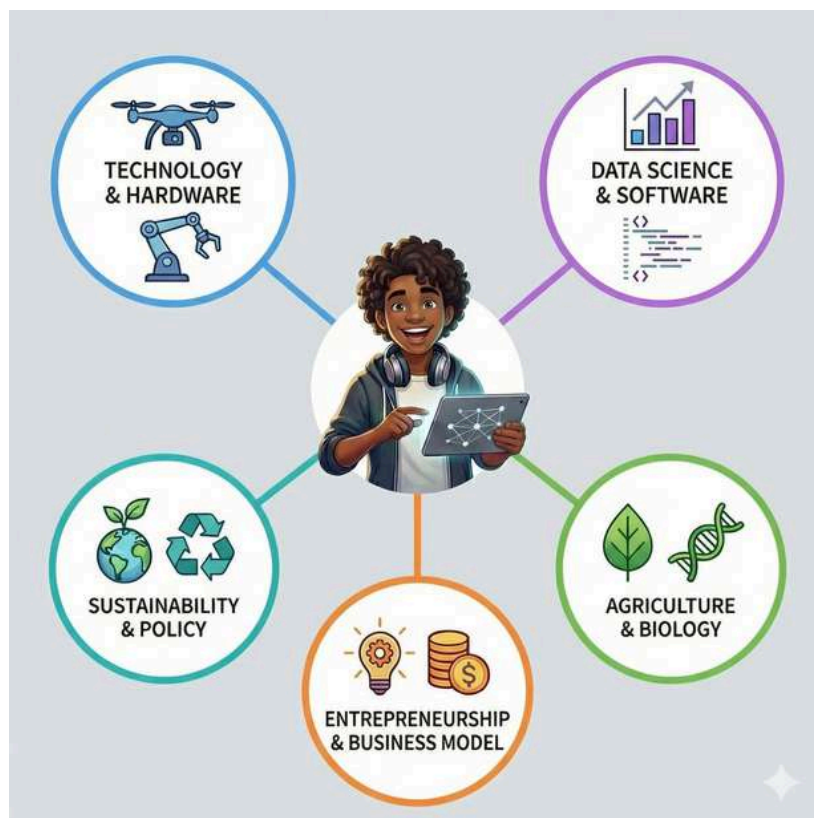 TECHNOLOGY
& HARDWARE
DATA SCIENCE
& SOFTWARE
<>
<>
SUSTAINABILITY
& POLICY
AGRICULTURE
& BIOLOGY
$
ENTREPRENEURSHIP
& BUSINESS MODEL